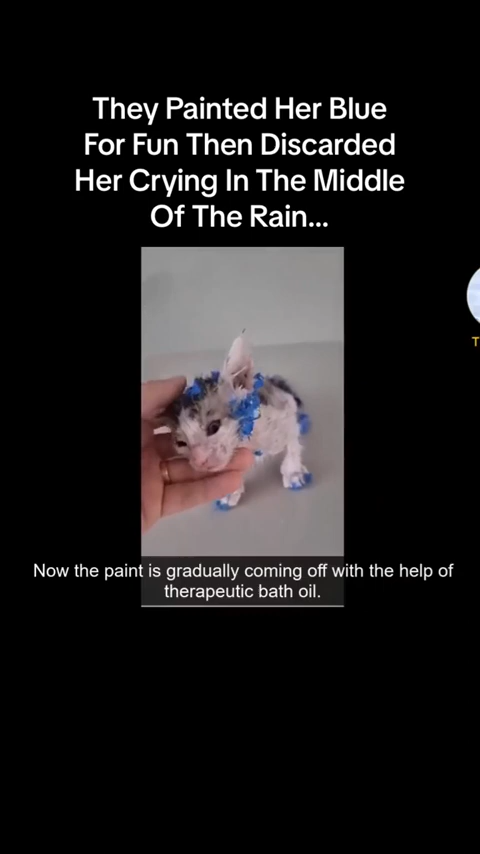 They Painted Her Blue
For Fun Then Discarded
Her Crying In The Middle
Of The Rain...
T
Now the paint is gradually coming off with the help of
therapeutic bath oil.